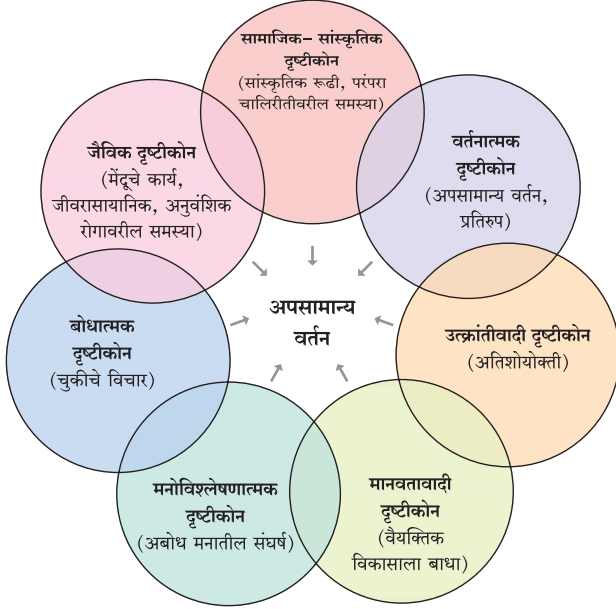 सामाजिक– सांस्कृतिक
दृष्टीकोन
(सांस्कृतिक रूढी, परंपरा
चालिरीतीवरील समस्या)
वर्तनात्मक
दृष्टीकोन
(अपसामान्य वर्तन,
प्रतिरुप)
उत्क्रांतीवादी दृष्टीकोन
(अतिशोयोक्ती)
मानवतावादी
दृष्टीकोन
(वैयक्तिक
विकासाला बाधा)
मनोविश्लेषणात्मक
दृष्टीकोन
(अबोध मनातील संघर्ष)
बोधात्मक
दृष्टीकोन
(चुकीचे विचार)
जैविक दृष्टीकोन
(मेंदूचे कार्य,
जीवरासायानिक, अनुवंशिक
रोगावरील समस्या)
अपसामान्य
वर्तन